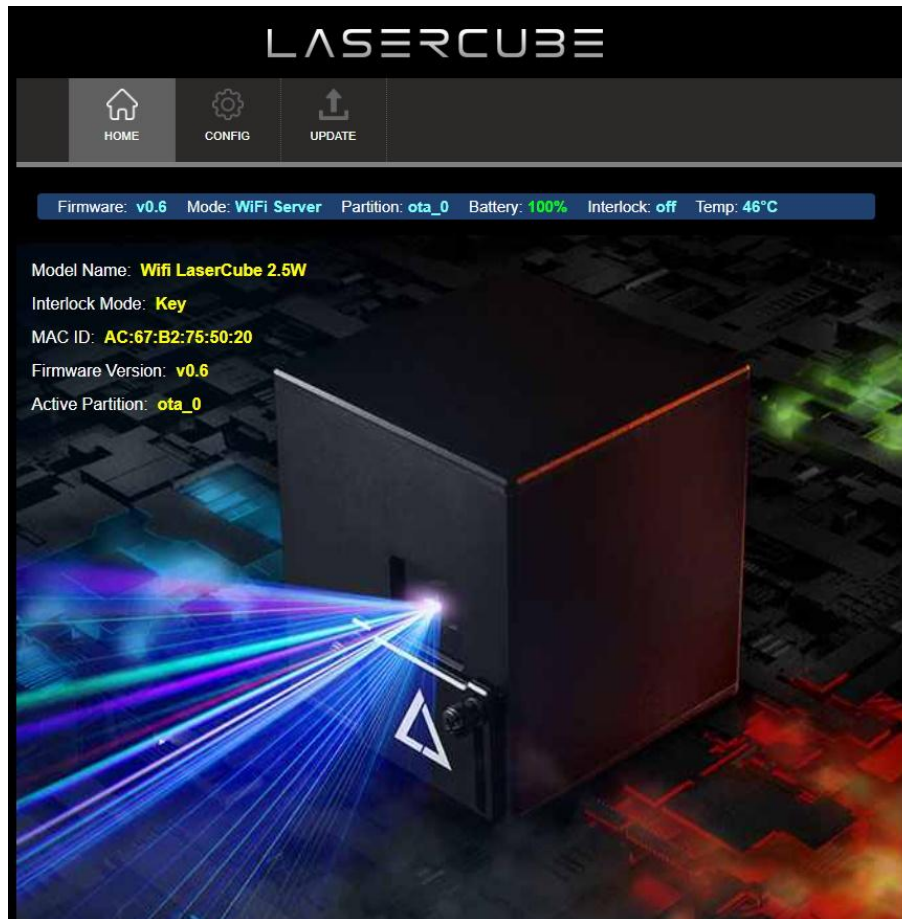 LASERCUBE
HOME CONFIG UPDATE
Firmware: v0.6 Mode: WiFi Server Partition: ota_0 Battery: 100% Interlock: off Temp: 46°C
Model Name: Wifi LaserCube 2.5W
Interlock Mode: Key
MAC ID: AC:67:B2:75:50:20
Firmware Version: v0.6
Active Partition: ota_0